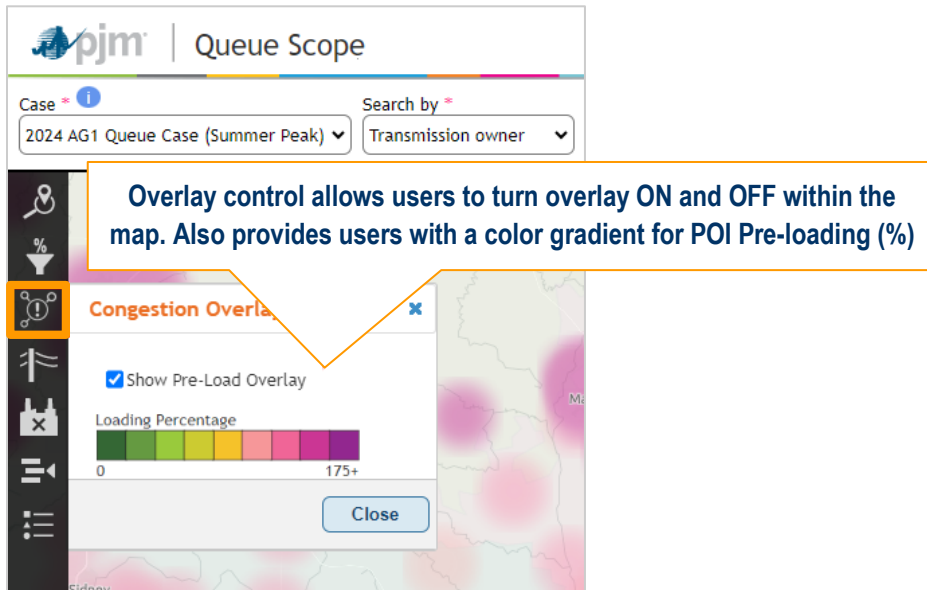 pjm | Queue Scope
Case * i Search by *
2024 AG1 Queue Case (Summer Peak) Transmission owner
Overlay control allows users to turn overlay ON and OFF within the
map. Also provides users with a color gradient for POI Pre-loading (%)
%
Congestion Overla x
Show Pre-Load Overlay
Ma
Loading Percentage
0 175+
Close
Sidney